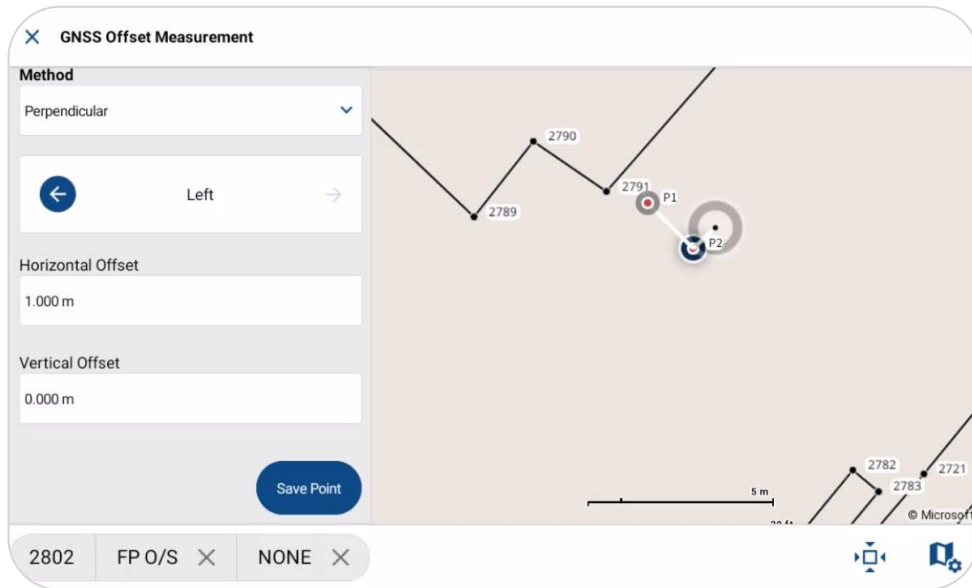 GNSS Offset Measurement
Method
Perpendicular
Left
Horizontal Offset
1.000 m
Vertical Offset
0.000 m
Save Point
2790
2791
P1
2789
P2
2782
2721
2783
5 m
© Microsoft
2802
FP O/S
NONE